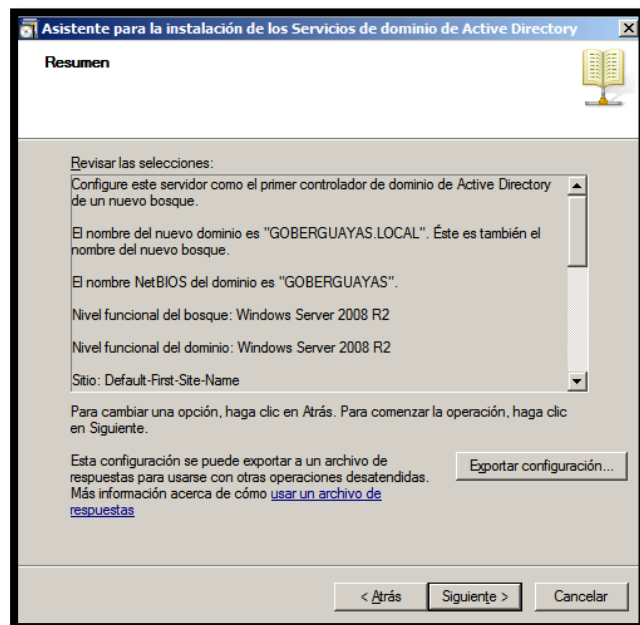 Asistente para la instalación de los Servicios de dominio de Active Directory
Resumen
Revisar las selecciones:
Configure este servidor como el primer controlador de dominio de Active Directory
de un nuevo bosque.
El nombre del nuevo dominio es "GOBERGUAYAS.LOCAL". Éste es también el
nombre del nuevo bosque.
El nombre NetBIOS del dominio es "GOBERGUAYAS".
Nivel funcional del bosque: Windows Server 2008 R2
Nivel funcional del dominio: Windows Server 2008 R2
Sitio: Default-First-Site-Name
Para cambiar una opción, haga clic en Atrás. Para comenzar la operación, haga clic
en Siguiente.
Esta configuración se puede exportar a un archivo de
respuestas para usarse con otras operaciones desatendidas.
Más información acerca de cómo usar un archivo de
respuestas
Exportar configuración...
< Atrás
Siguiente >
Cancelar